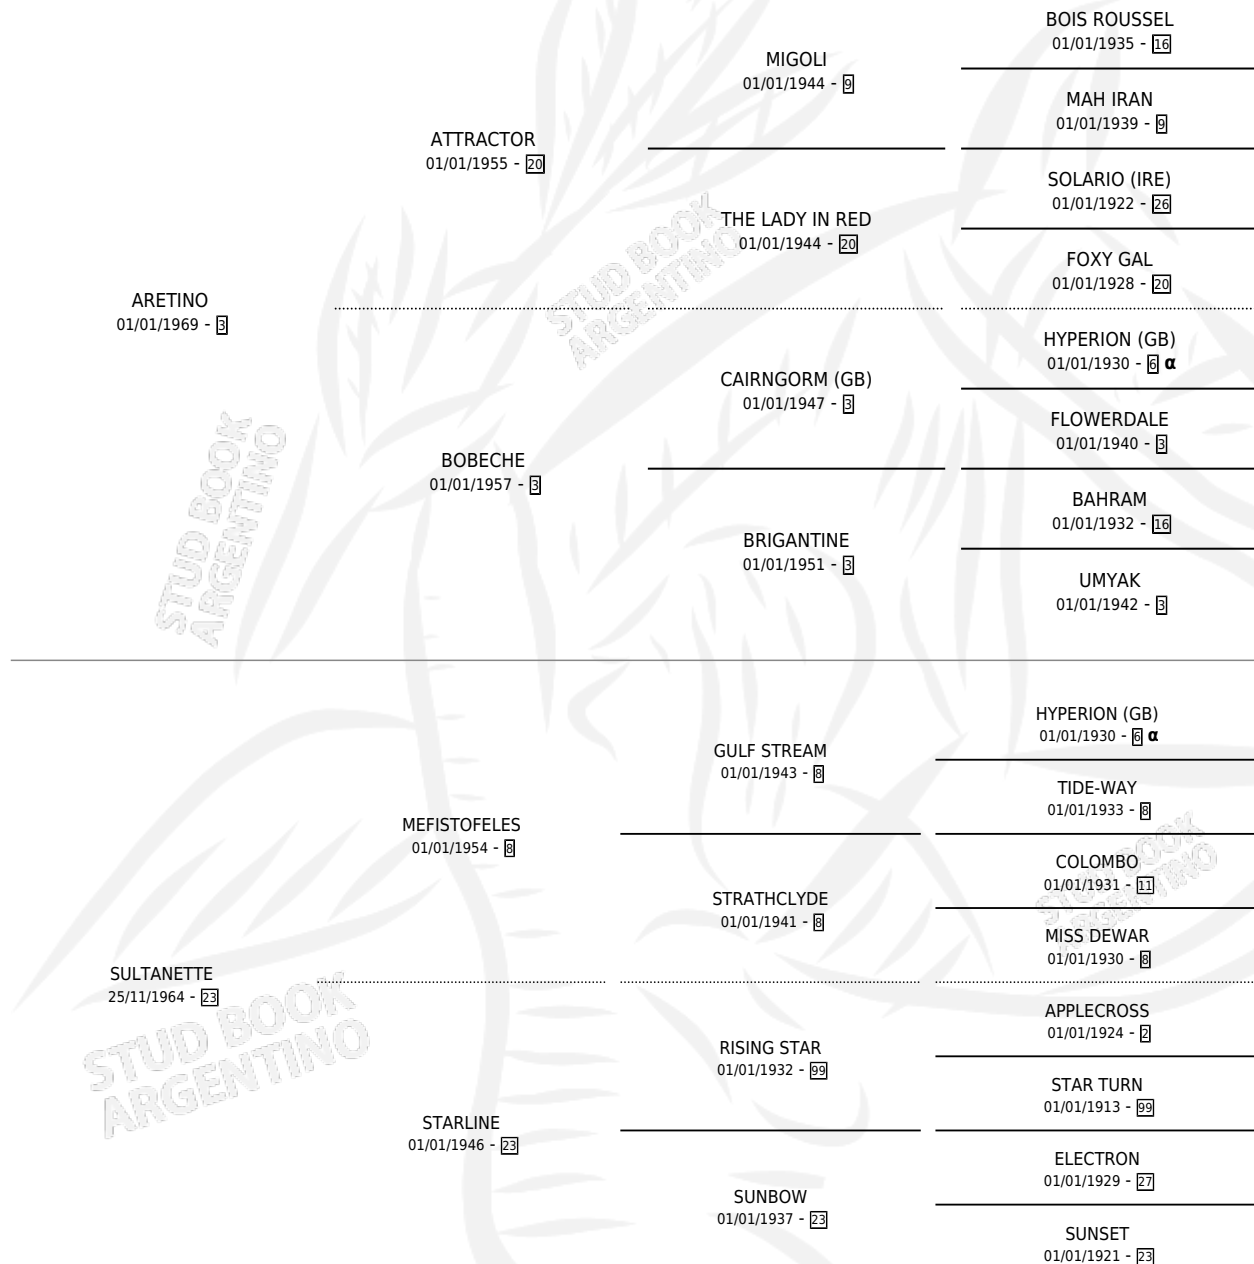 BOIS ROUSSEL
01/01/1935 - 16
MIGOLI
01/01/1944 - 9
MAH IRAN
01/01/1939 - 9
ATTRACTOR
01/01/1955 - 20
SOLARIO (IRE)
01/01/1922 - 26
THE LADY IN RED
01/01/1944 - 20
FOXY GAL
01/01/1928 - 20
ARETINO
01/01/1969 - 3
HYPERION (GB)
01/01/1930 - 6 α
CAIRNGORM (GB)
01/01/1947 - 3
FLOWERDALE
01/01/1940 - 3
BOBECHE
01/01/1957 - 3
BAHRAM
01/01/1932 - 16
BRIGANTINE
01/01/1951 - 3
UMYAK
01/01/1942 - 3
HYPERION (GB)
01/01/1930 - 6 α
GULF STREAM
01/01/1943 - 8
TIDE-WAY
01/01/1933 - 8
MEFISTOFELES
01/01/1954 - 8
COLOMBO
01/01/1931 - 11
STRATHCLYDE
01/01/1941 - 8
MISS DEWAR
01/01/1930 - 8
SULTANETTE
25/11/1964 - 23
APPLECROSS
01/01/1924 - 2
RISING STAR
01/01/1932 - 99
STAR TURN
01/01/1913 - 99
STARLINE
01/01/1946 - 23
ELECTRON
01/01/1929 - 27
SUNBOW
01/01/1937 - 23
SUNSET
01/01/1921 - 23
STUD BOOK
ARGENTINO
STUD BOOK
ARGENTINO
STUD BOOK
ARGENTINO
STUD BOOK
ARGENTINO